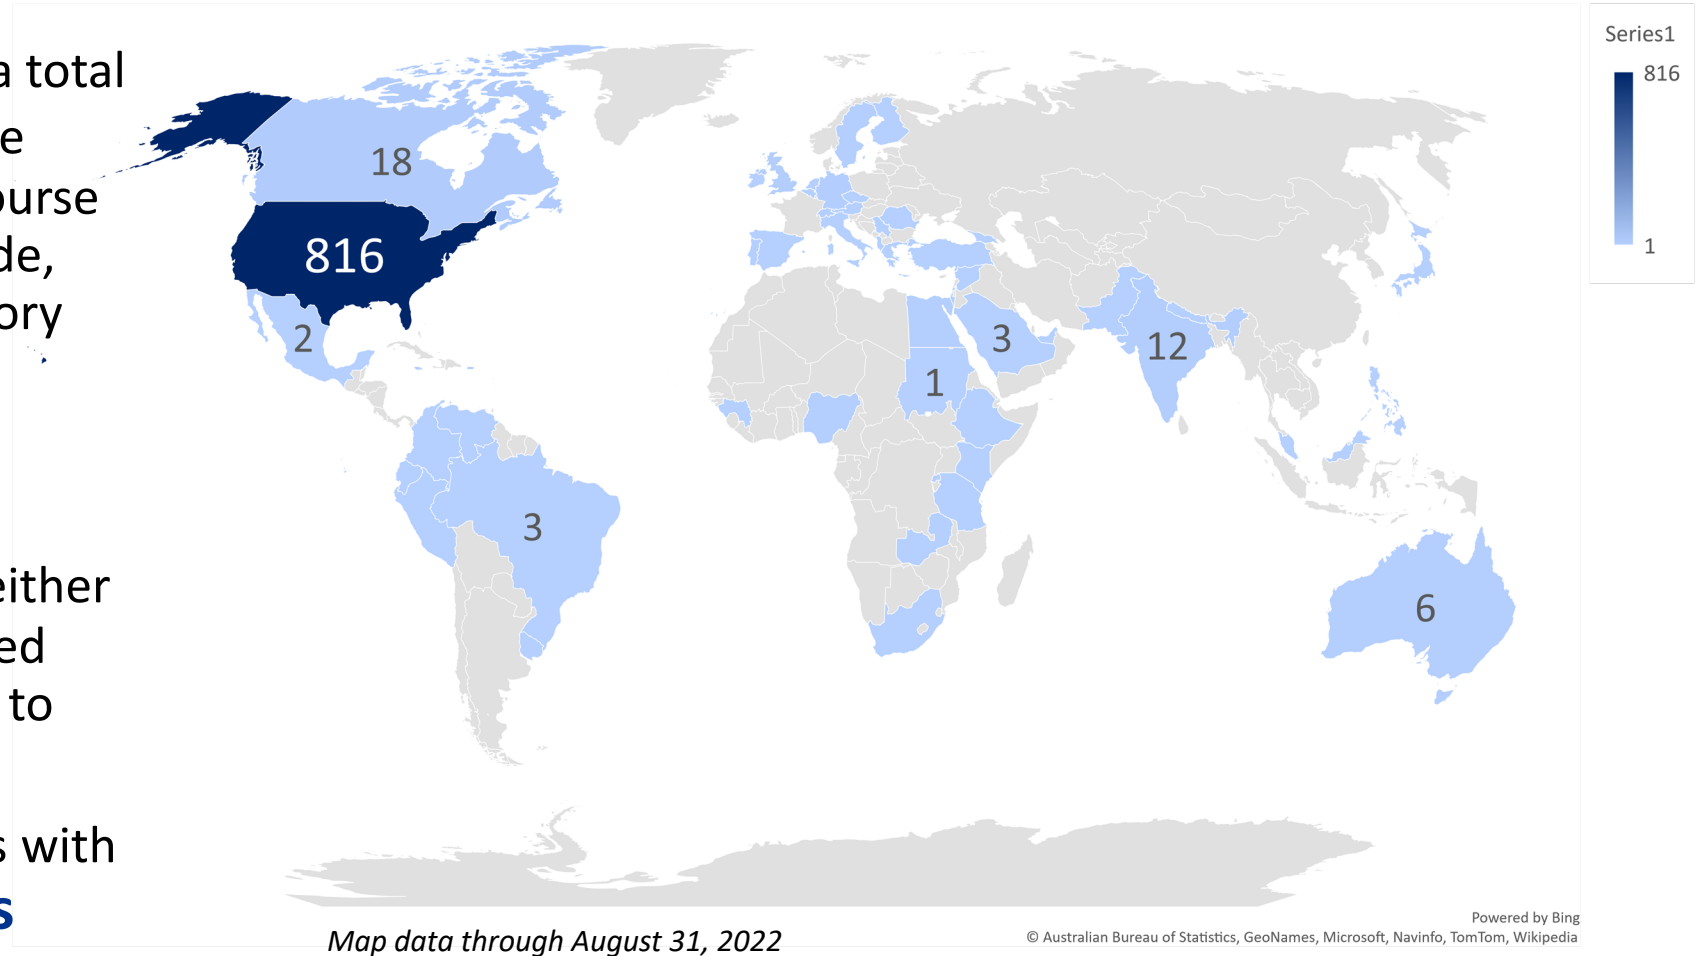 a total
e
ourse
de,
ory
either
ed
to
s with
s
18
816
2
3
3
1
12
6
Series1
816
1
Map data through August 31, 2022
Powered by Bing
© Australian Bureau of Statistics, GeoNames, Microsoft, Navinfo, TomTom, Wikipedia